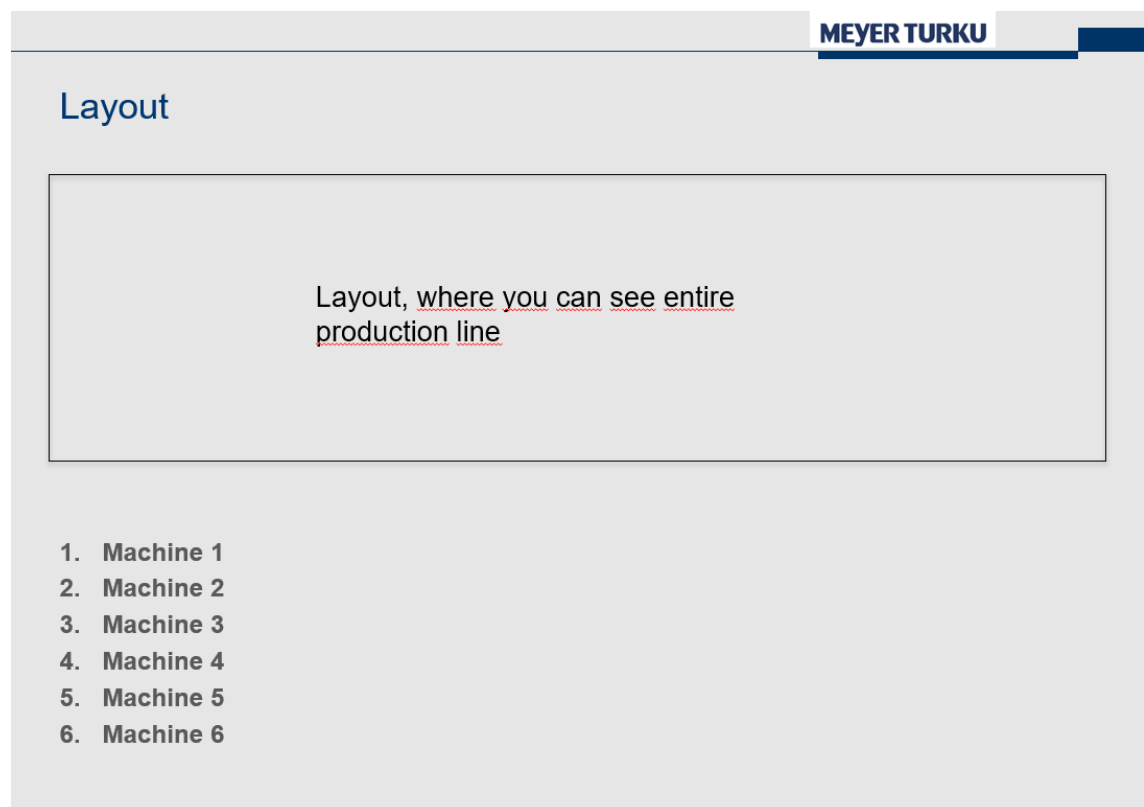 MEYER TURKU
Layout
Layout, where you can see entire
production line
1. Machine 1
2. Machine 2
3. Machine 3
4. Machine 4
5. Machine 5
6. Machine 6